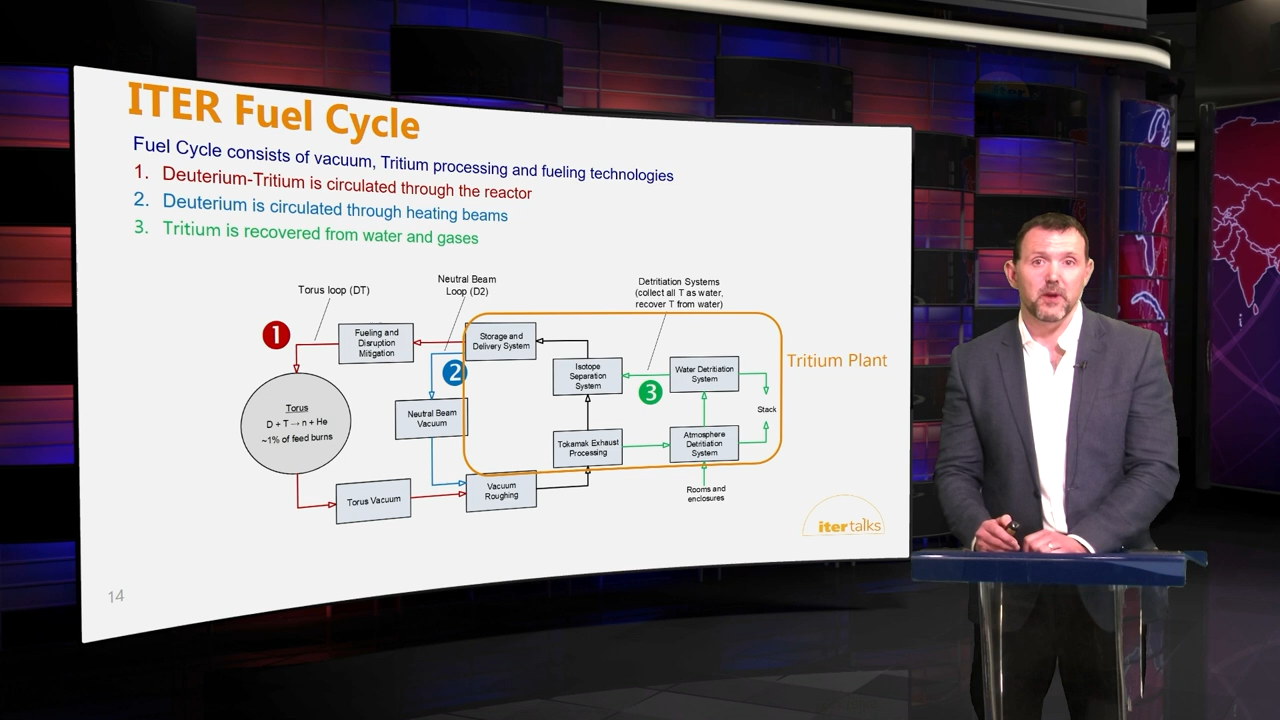 ITER Fuel Cycle
Fuel Cycle consists of vacuum, Tritium processing and fueling technologies
1. Deuterium-Tritium is circulated through the reactor
2. Deuterium is circulated through heating beams
3. Tritium is recovered from water and gases
Torus loop (DT)
Neutral Beam
Loop (D2)
Detritiation Systems
(collect all T as water,
recover T from water)
1
Fueling and
Disruption
Mitigation
Storage and
Delivery System
2
Isotope
Separation
System
3
Water Detritiation
System
Tritium Plant
Torus
D + T → n + He
~1% of feed burns
Neutral Beam
Vacuum
Stack
Tokamak Exhaust
Processing
Atmosphere
Detritiation
System
Torus Vacuum
Vacuum
Roughing
Rooms and
enclosures
iter talks
14